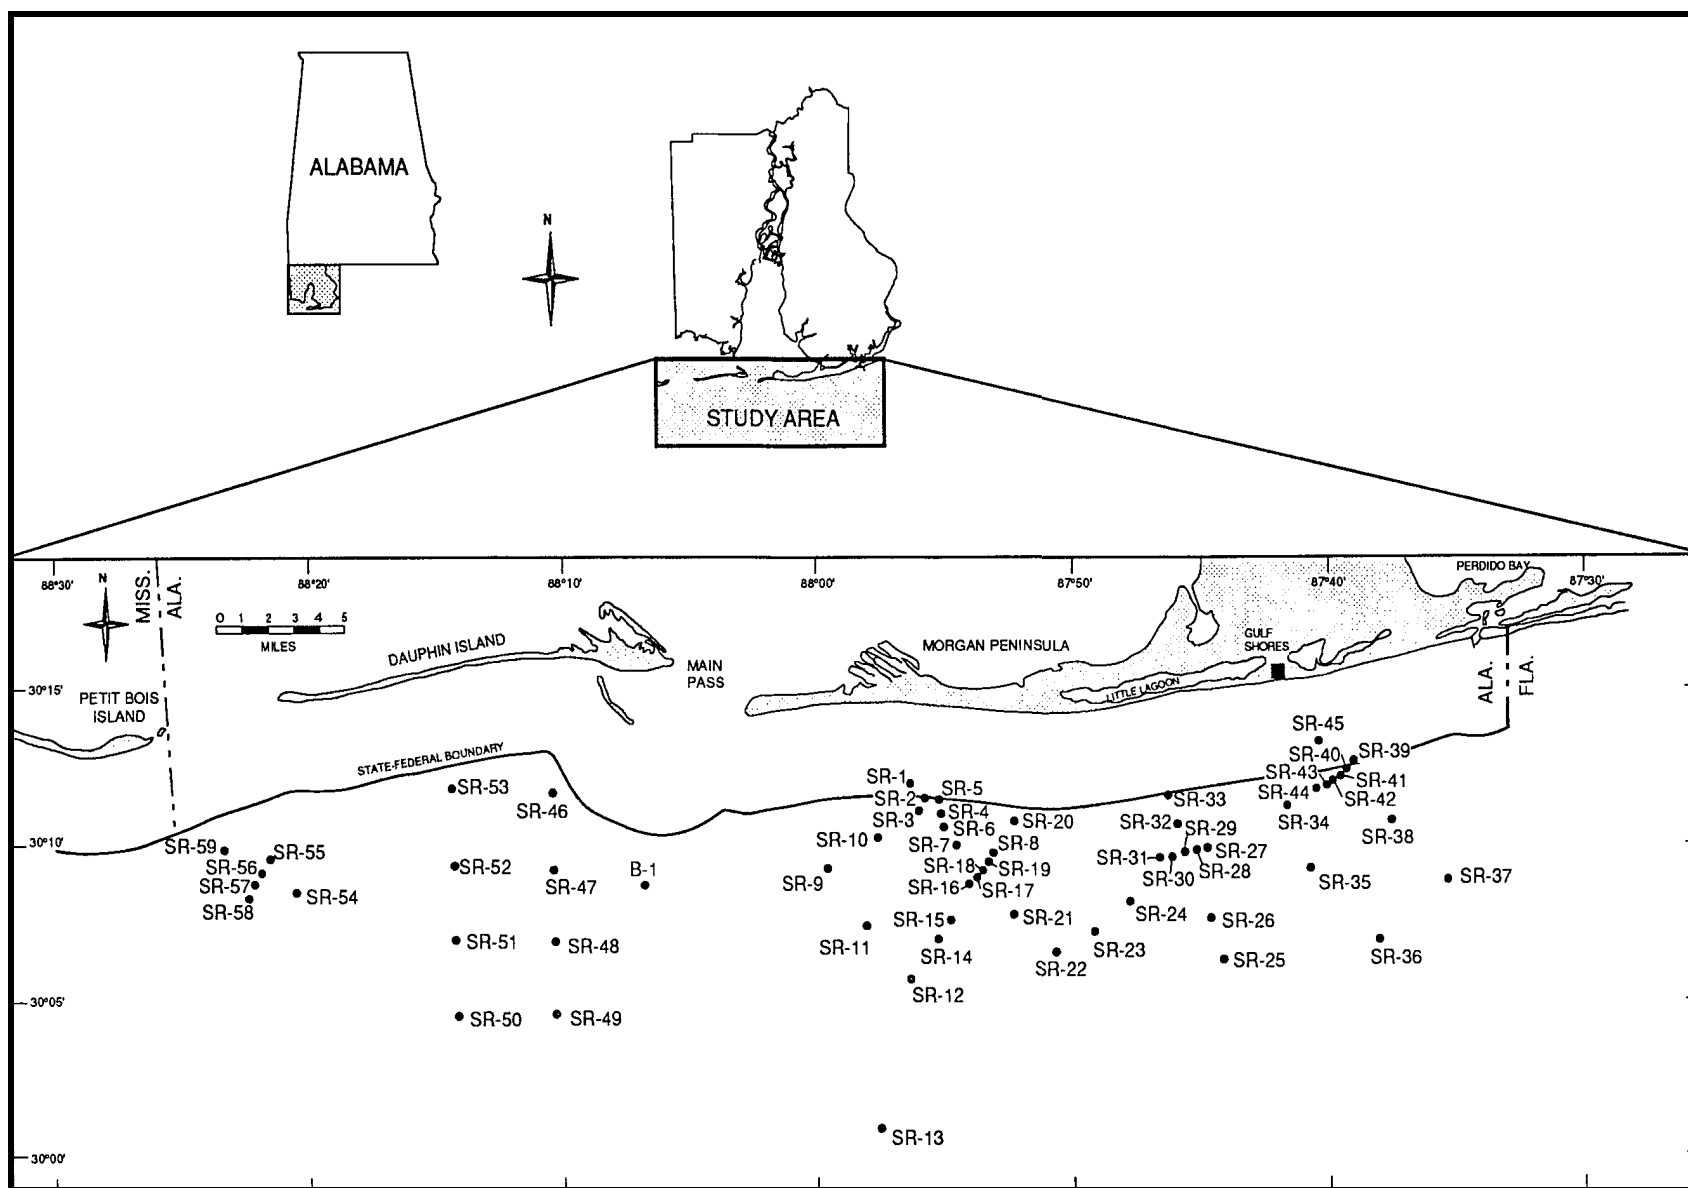 ALABAMA
N
STUDY AREA
88°30'
88°20'
88°10'
88°00'
87°50'
87°40'
87°30'
PERDIDO BAY
N
MISS.
ALA.
0 1 2 3 4 5
MILES
DAUPHIN ISLAND
MAIN
PASS
MORGAN PENINSULA
GULF
SHORES
LITTLE LAGOON
ALA.
FLA.
30°15'
PETIT BOIS
ISLAND
STATE-FEDERAL BOUNDARY
SR-45
SR-40
SR-39
SR-43
SR-41
SR-44
SR-42
SR-53
SR-46
SR-1
SR-5
SR-2
SR-4
SR-3
SR-6
SR-20
SR-33
SR-34
SR-38
SR-32
SR-29
30°10'
SR-59
SR-55
SR-56
SR-57
SR-54
SR-58
SR-52
SR-47
B-1
SR-10
SR-7
SR-8
SR-18
SR-19
SR-9
SR-16
SR-17
SR-31
SR-27
SR-30
SR-28
SR-35
SR-37
SR-51
SR-48
SR-11
SR-15
SR-21
SR-14
SR-24
SR-26
SR-23
SR-22
SR-25
SR-36
SR-12
30°05'
SR-50
SR-49
SR-13
30°00'